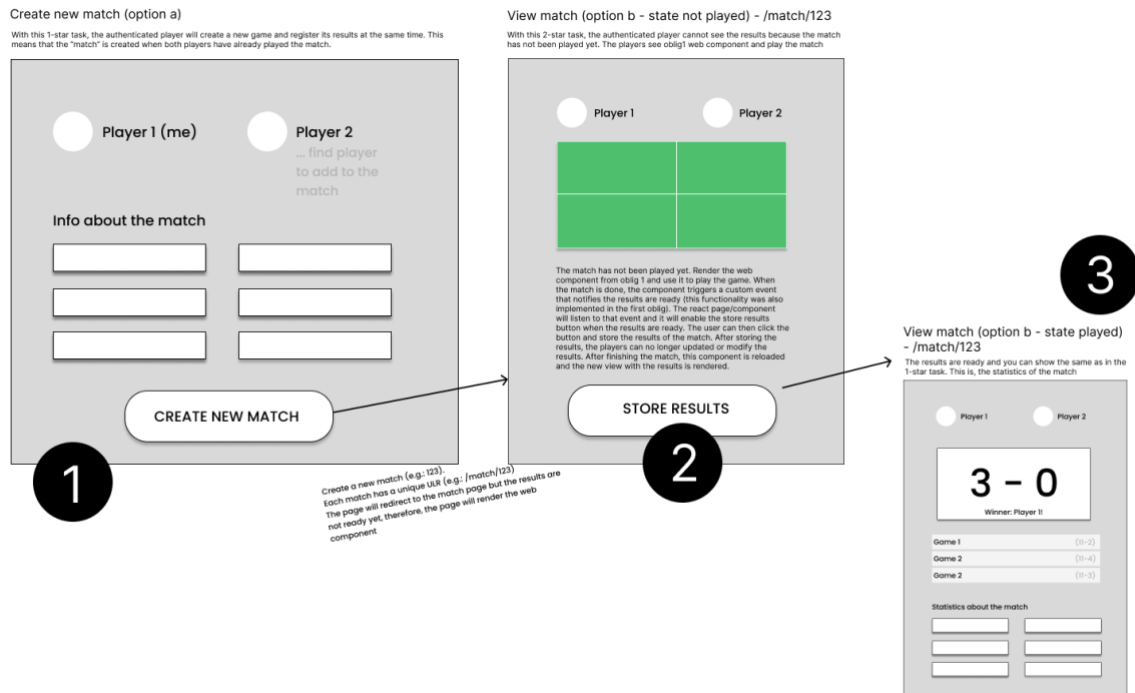 Create new match (option a)
With this 1-star task, the authenticated player will create a new game and register its results at the same time. This
means that the "match" is created when both players have already played the match.
Player 1 (me)
Player 2
... find player
to add to the
match
Info about the match
CREATE NEW MATCH
1
Create a new match (e.g.: 123).
Each match has a unique ULR (e.g.: /match/123)
The page will redirect to the match page but the results are
not ready yet, therefore, the page will render the web
component
View match (option b - state not played) - /match/123
With this 2-star task, the authenticated player cannot see the results because the match
has not been played yet. The players see oblig1 web component and play the match
Player 1
Player 2
The match has not been played yet. Render the web
component from oblig 1 and use it to play the game. When
the match is done, the component triggers a custom event
that notifies the results are ready (this functionality was also
implemented in the first oblig). The react page/component
will listen to that event and it will enable the store results
button when the results are ready. The user can then click the
button and store the results of the match. After storing the
results, the players can no longer updated or modify the
results. After finishing the match, this component is reloaded
and the new view with the results is rendered.
STORE RESULTS
2
3
View match (option b - state played)
- /match/123
The results are ready and you can show the same as in the
1-star task. This is, the statistics of the match
Player 1
Player 2
3 - 0
Winner: Player 1!
Game 1 (11-2)
Game 2 (11-4)
Game 2 (11-3)
Statistics about the match